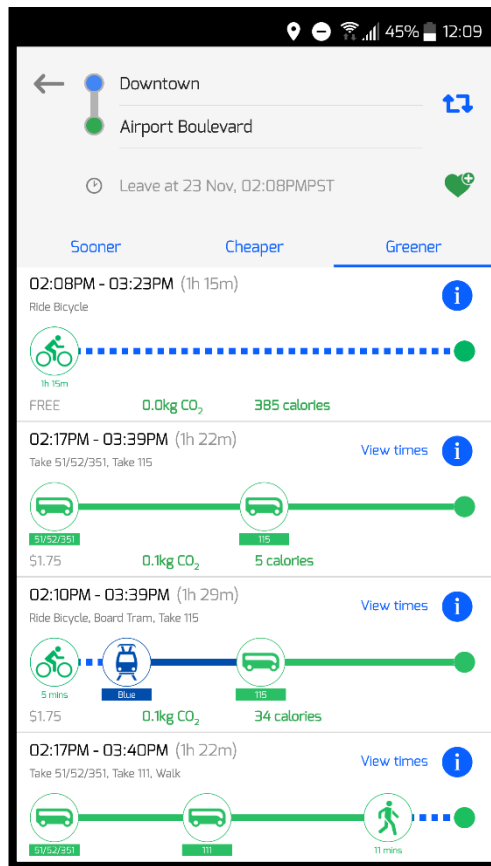 45% 12:09
Downtown
Airport Boulevard
Leave at 23 Nov, 02:08PMPST
Sooner Cheaper Greener
02:08PM - 03:23PM (1h 15m)
Ride Bicycle
1h 15m
FREE 0.0kg CO₂ 385 calories
02:17PM - 03:39PM (1h 22m)
View times
Take 51/52/351, Take 115
51/52/351 115
$1.75 0.1kg CO₂ 5 calories
02:10PM - 03:39PM (1h 29m)
View times
Ride Bicycle, Board Tram, Take 115
5 mins Blue 115
$1.75 0.1kg CO₂ 34 calories
02:17PM - 03:40PM (1h 22m)
View times
Take 51/52/351, Take 111, Walk
51/52/351 111 11 mins